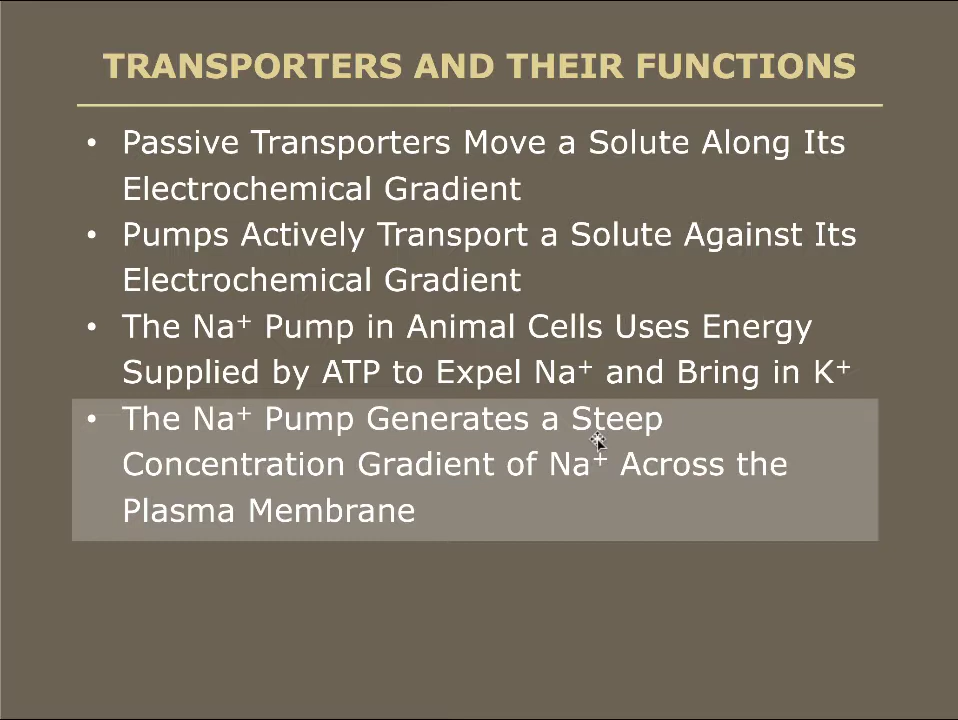 TRANSPORTERS AND THEIR FUNCTIONS
• Passive Transporters Move a Solute Along Its
Electrochemical Gradient
• Pumps Actively Transport a Solute Against Its
Electrochemical Gradient
• The Na⁺ Pump in Animal Cells Uses Energy
Supplied by ATP to Expel Na⁺ and Bring in K⁺
• The Na⁺ Pump Generates a Steep
Concentration Gradient of Na⁺ Across the
Plasma Membrane